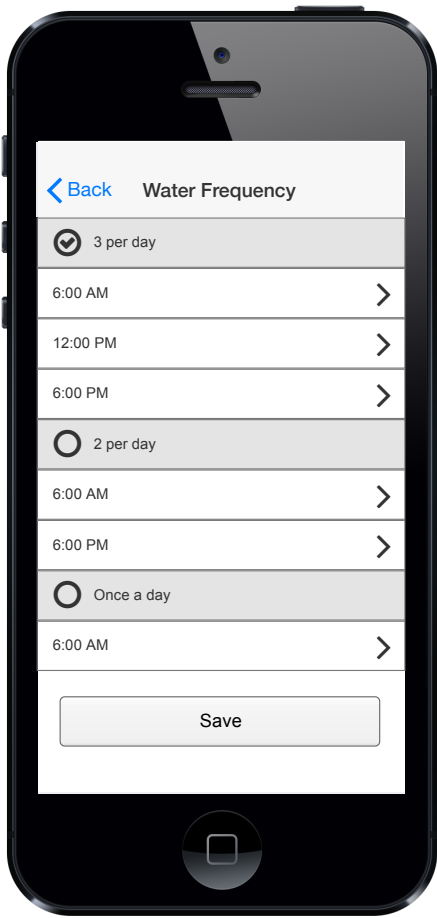 Back Water Frequency
3 per day
6:00 AM
12:00 PM
6:00 PM
2 per day
6:00 AM
6:00 PM
Once a day
6:00 AM
Save